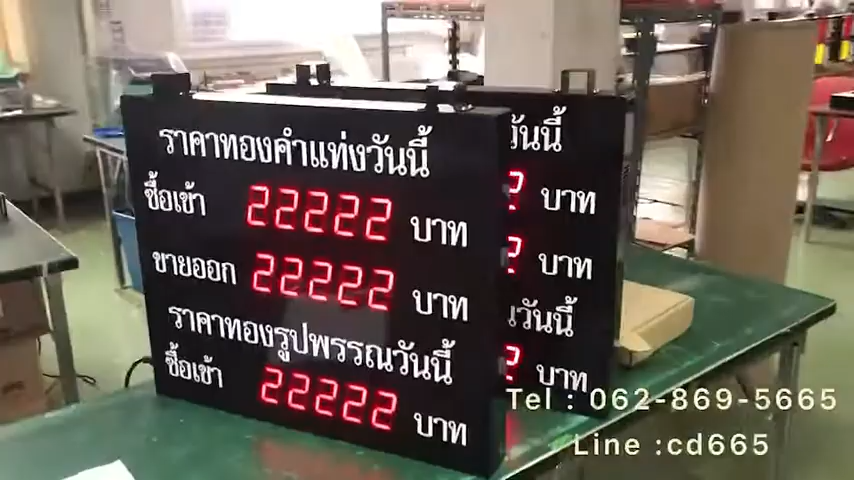 ราคาทองคำแท่งวันนี้
ซื้อเข้า 22222 บาท
ขายออก 22222 บาท
ราคาทองรูปพรรณวันนี้
ซื้อเข้า 22222 บาท
วันนี้
2 บาท
2 บาท
วันนี้
2 บาท
Tel : 062-869-5665
Line :cd665